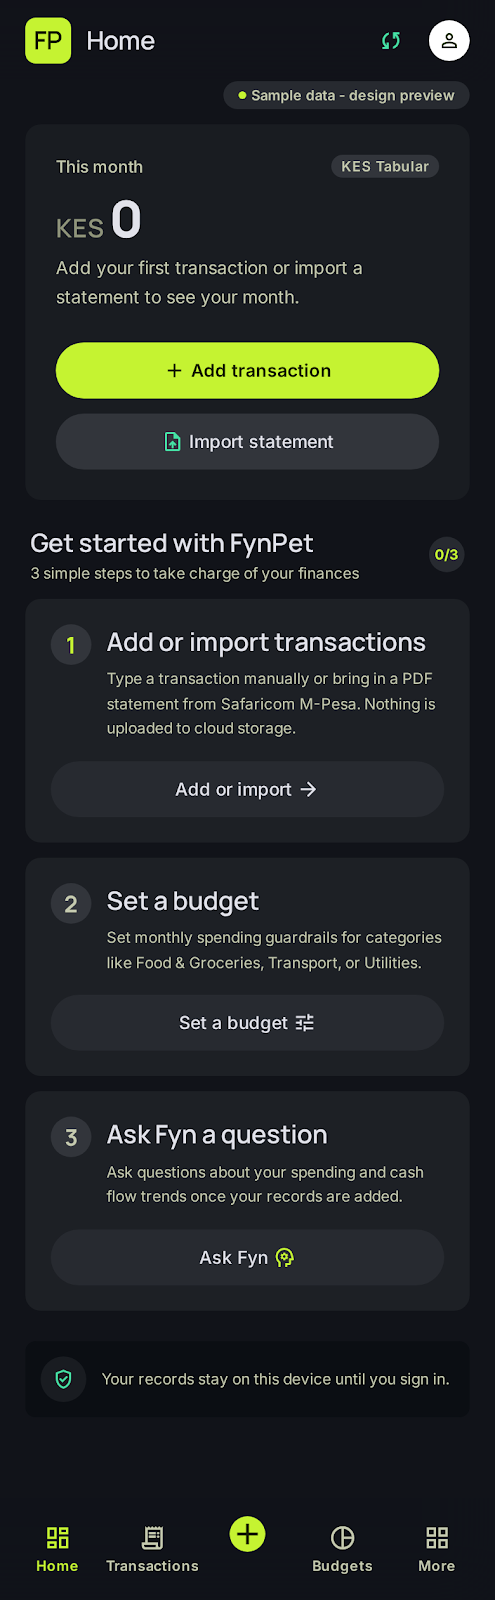 FP Home
Sample data - design preview
This month
KES Tabular
KES 0
Add your first transaction or import a
statement to see your month.
+ Add transaction
Import statement
Get started with FynPet
0/3
3 simple steps to take charge of your finances
1 Add or import transactions
Type a transaction manually or bring in a PDF
statement from Safaricom M-Pesa. Nothing is
uploaded to cloud storage.
Add or import →
2 Set a budget
Set monthly spending guardrails for categories
like Food & Groceries, Transport, or Utilities.
Set a budget
3 Ask Fyn a question
Ask questions about your spending and cash
flow trends once your records are added.
Ask Fyn
Your records stay on this device until you sign in.
Home Transactions + Budgets More